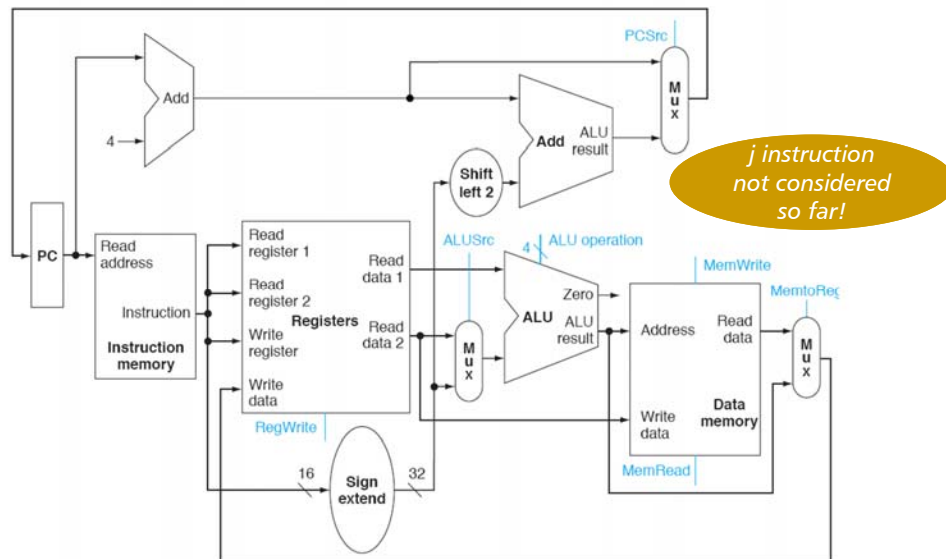 PCSrc
Add
4
Mux
Add
ALU
result
Shift
left 2
j instruction
not considered
so far!
PC
Read
address
Instruction
Instruction
memory
Read
register 1
Read
register 2
Write
register
Write
data
Registers
Read
data 1
Read
data 2
RegWrite
ALUSrc
Mux
4
ALU operation
Zero
ALU
ALU
result
MemWrite
Address
Read
data
Write
data
Data
memory
MemRead
MemtoReg
Mux
16
Sign
extend
32